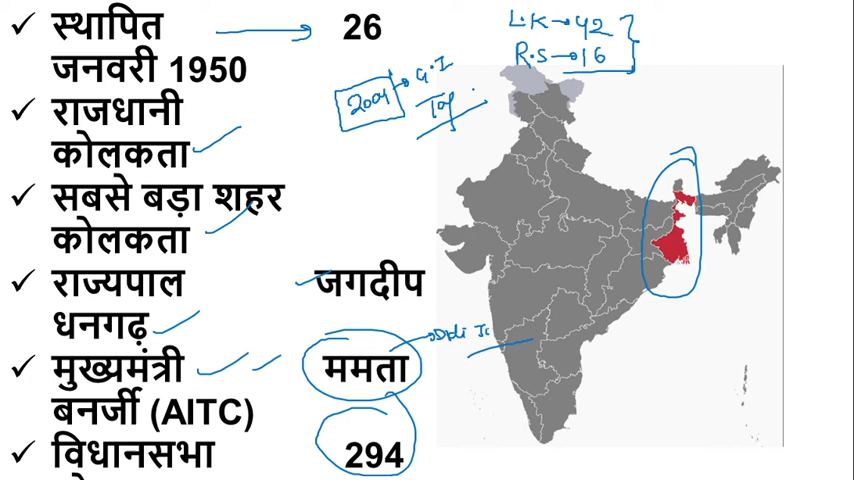 ✓ स्थापित → 26
जनवरी 1950
✓ राजधानी
कोलकता
✓ सबसे बड़ा शहर
कोलकता
✓ राज्यपाल जगदीप
धनगढ़
✓ मुख्यमंत्री ममता
बनर्जी (AITC)
✓ विधानसभा 294
L.K → 42
R.S → 16
2004 → G.I
Top